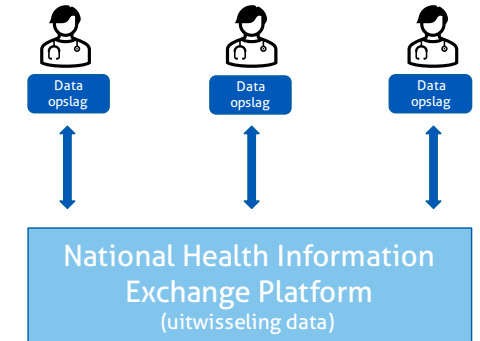 Data
opslag
Data
opslag
Data
opslag
National Health Information
Exchange Platform
(uitwisseling data)